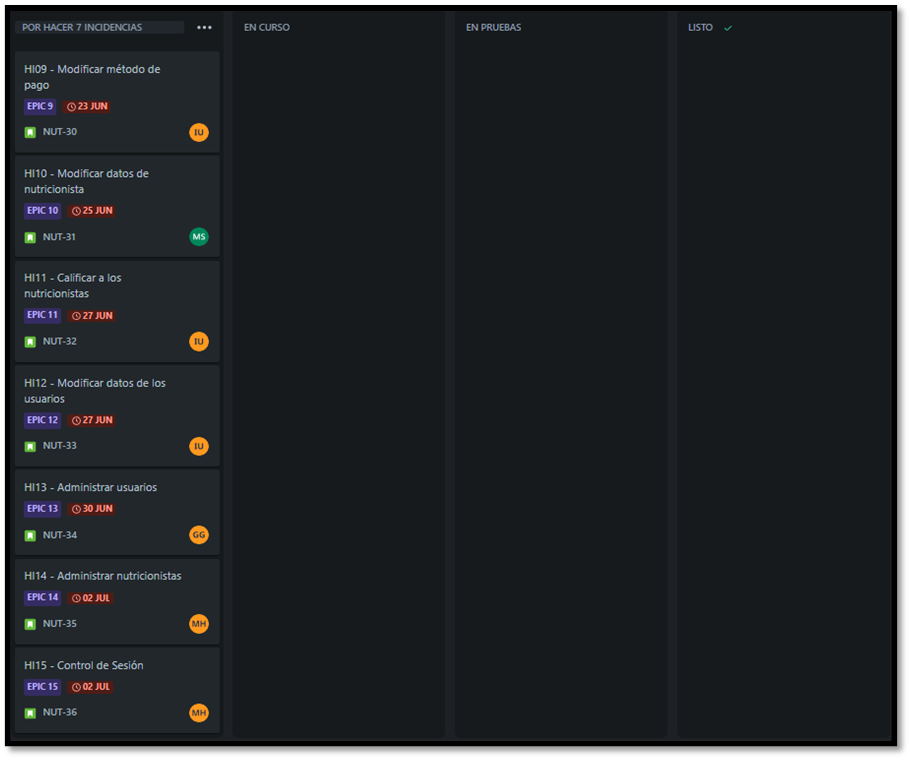 POR HACER 7 INCIDENCIAS
EN CURSO
EN PRUEBAS
LISTO
HI09 - Modificar método de
pago
EPIC 9 23 JUN
NUT-30 IU
HI10 - Modificar datos de
nutricionista
EPIC 10 25 JUN
NUT-31 MS
HI11 - Calificar a los
nutricionistas
EPIC 11 27 JUN
NUT-32 IU
HI12 - Modificar datos de los
usuarios
EPIC 12 27 JUN
NUT-33 IU
HI13 - Administrar usuarios
EPIC 13 30 JUN
NUT-34 GG
HI14 - Administrar nutricionistas
EPIC 14 02 JUL
NUT-35 MH
HI15 - Control de Sesión
EPIC 15 02 JUL
NUT-36 MH